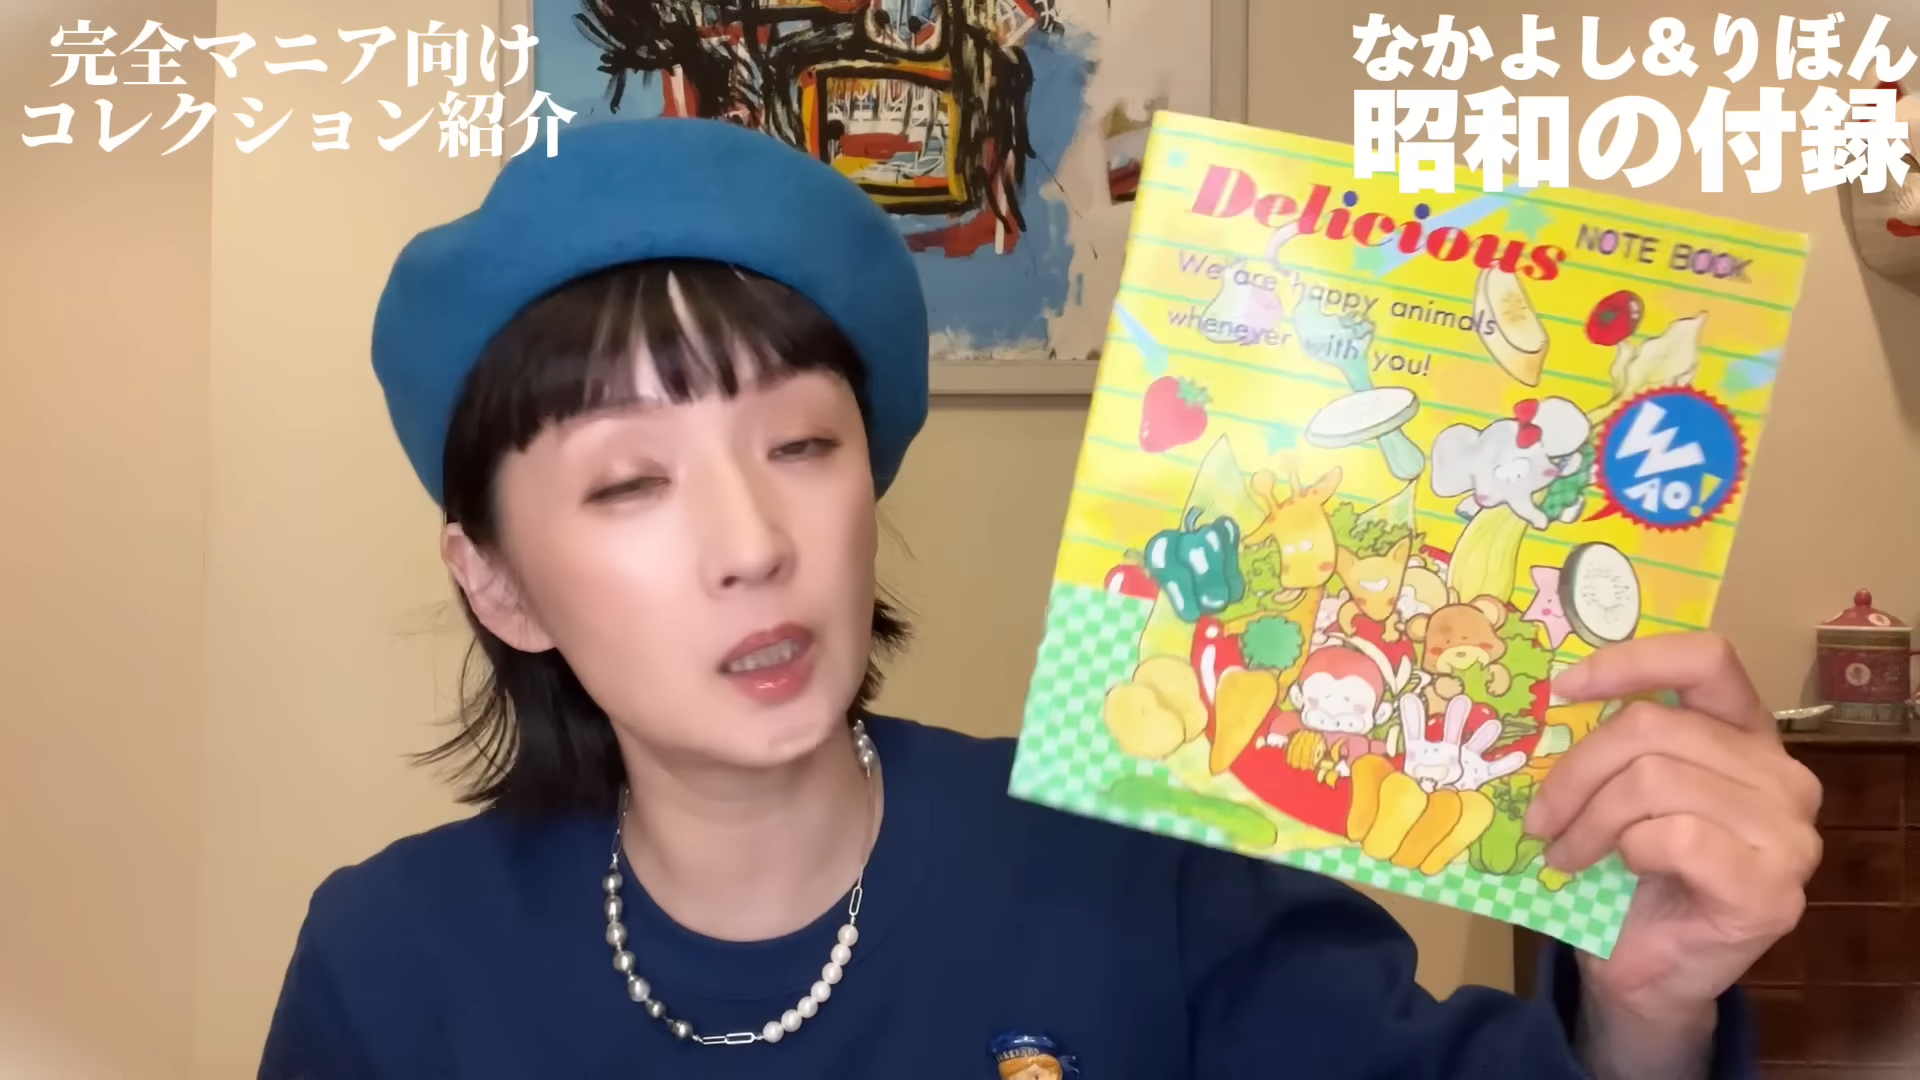 完全マニア向け
コレクション紹介
なかよし&りぼん
昭和の付録
Delicious NOTE BOOK
We are happy animals
whenever with you!
Wao!